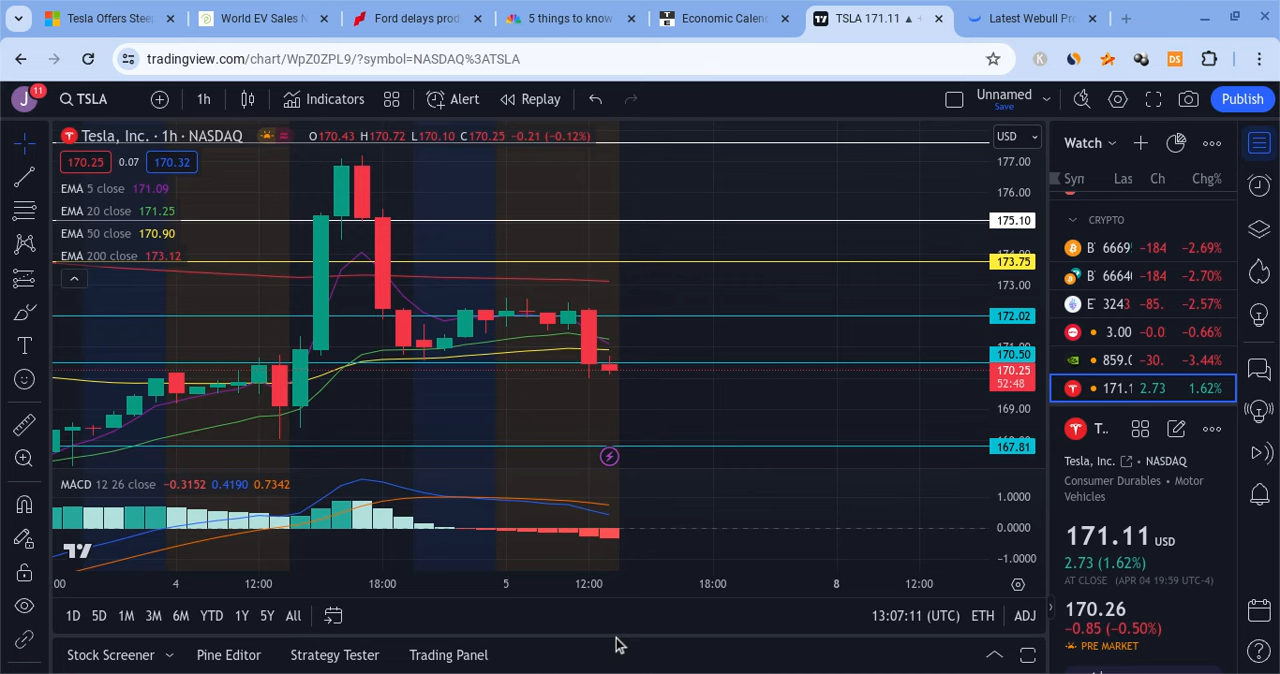 Tesla Offers Stee
World EV Sales N
Ford delays prod
5 things to know
Economic Calend
TSLA 171.11 ▲
Latest Webull Pr
tradingview.com/chart/WpZ0ZPL9/?symbol=NASDAQ%3ATSLA
K
DS
J 11 TSLA 1h Indicators Alert Replay Unnamed Save Publish
Tesla, Inc. · 1h · NASDAQ O170.43 H170.72 L170.10 C170.25 −0.21 (−0.12%)
USD
170.25 0.07 170.32
EMA 5 close 171.09
EMA 20 close 171.25
EMA 50 close 170.90
EMA 200 close 173.12
177.00
176.00
175.10
173.75
173.00
172.02
170.50
170.25
52:48
169.00
167.81
MACD 12 26 close −0.3152 0.4190 0.7342
1.0000
0.0000
−1.0000
:00 4 12:00 18:00 5 12:00 18:00 8 12:00
1D 5D 1M 3M 6M YTD 1Y 5Y All
13:07:11 (UTC) ETH ADJ
Stock Screener Pine Editor Strategy Tester Trading Panel
Watch
Syn Las Ch Chg%
CRYPTO
B 6669 −184 −2.69%
B 6664 −184 −2.70%
E 324 −85. −2.57%
3.00 −0.0 −0.66%
859.0 −30. −3.44%
171.1 2.73 1.62%
T..
Tesla, Inc. • NASDAQ
Consumer Durables • Motor
Vehicles
171.11 USD
2.73 (1.62%)
AT CLOSE (APR 04 19:59 UTC-4)
170.26
−0.85 (−0.50%)
PRE MARKET